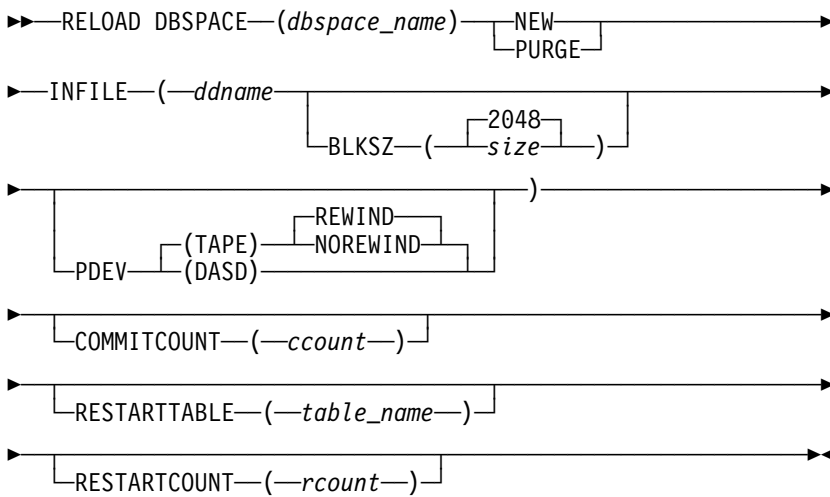 RELOAD DBSPACE (dbspace_name) NEW
PURGE
INFILE ( ddname
2048
BLKSZ ( size )
)
REWIND
(TAPE) NOREWIND
PDEV (DASD)
COMMITCOUNT ( ccount )
RESTARTTABLE ( table_name )
RESTARTCOUNT ( rcount )